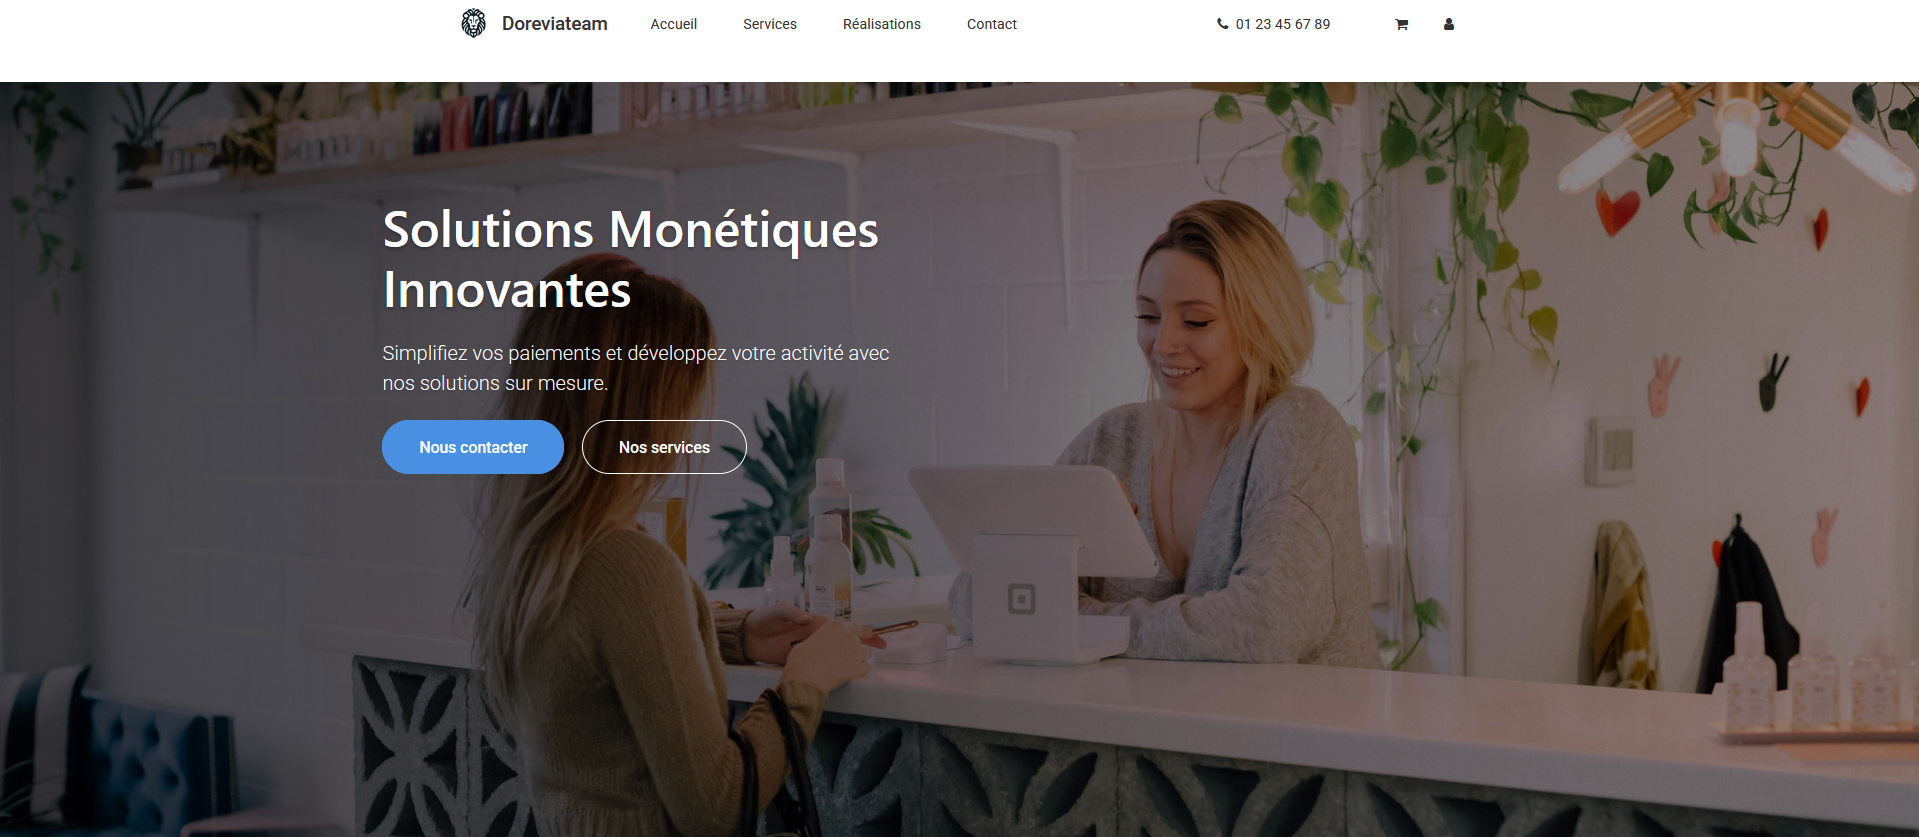 Doreviateam
Accueil
Services
Réalisations
Contact
01 23 45 67 89
Solutions Monétiques
Innovantes
Simplifiez vos paiements et développez votre activité avec
nos solutions sur mesure.
Nous contacter
Nos services